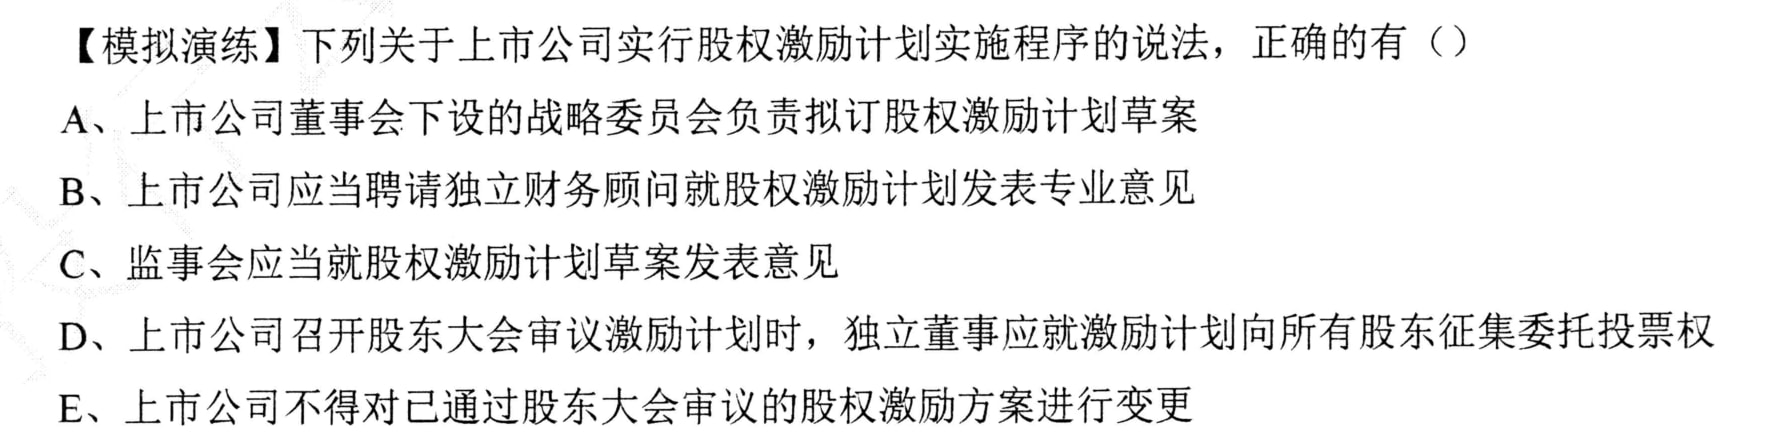 【模拟演练】下列关于上市公司实行股权激励计划实施程序的说法，正确的有（）
A、上市公司董事会下设的战略委员会负责拟订股权激励计划草案
B、上市公司应当聘请独立财务顾问就股权激励计划发表专业意见
C、监事会应当就股权激励计划草案发表意见
D、上市公司召开股东大会审议激励计划时，独立董事应就激励计划向所有股东征集委托投票权
E、上市公司不得对已通过股东大会审议的股权激励方案进行变更